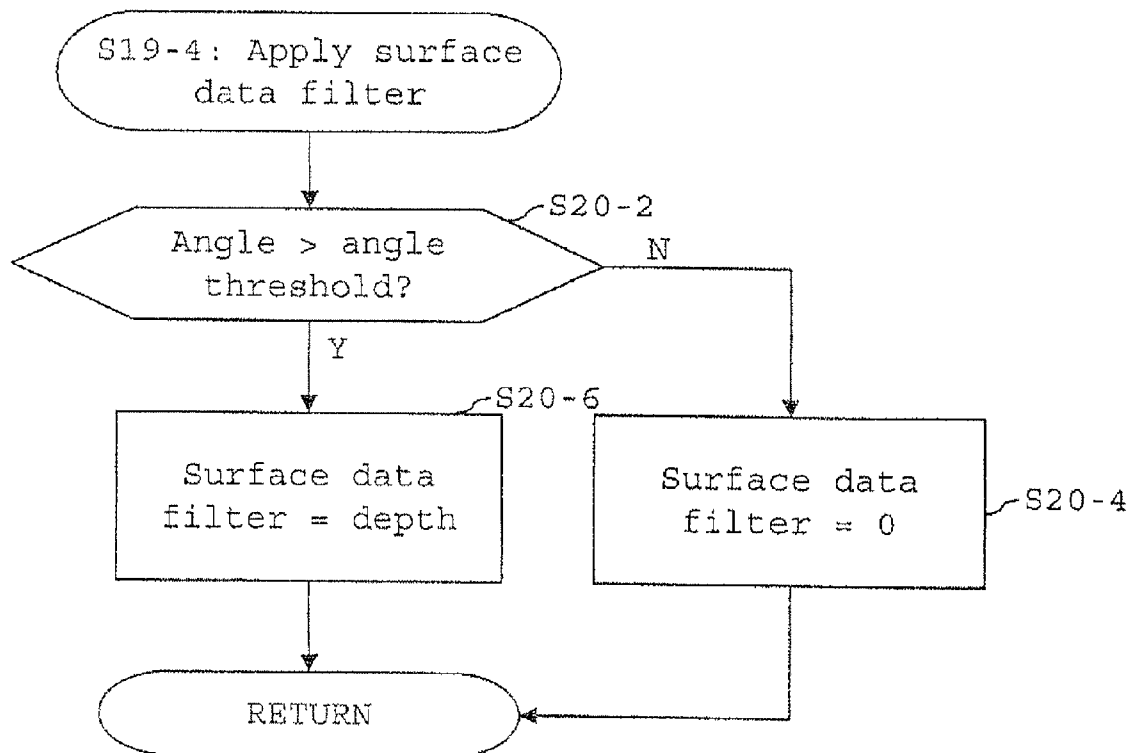 S19-4: Apply surface
data filter
S20-2
Angle > angle
threshold?
N
Y
S20-6
Surface data
filter = depth
Surface data
filter = 0
S20-4
RETURN